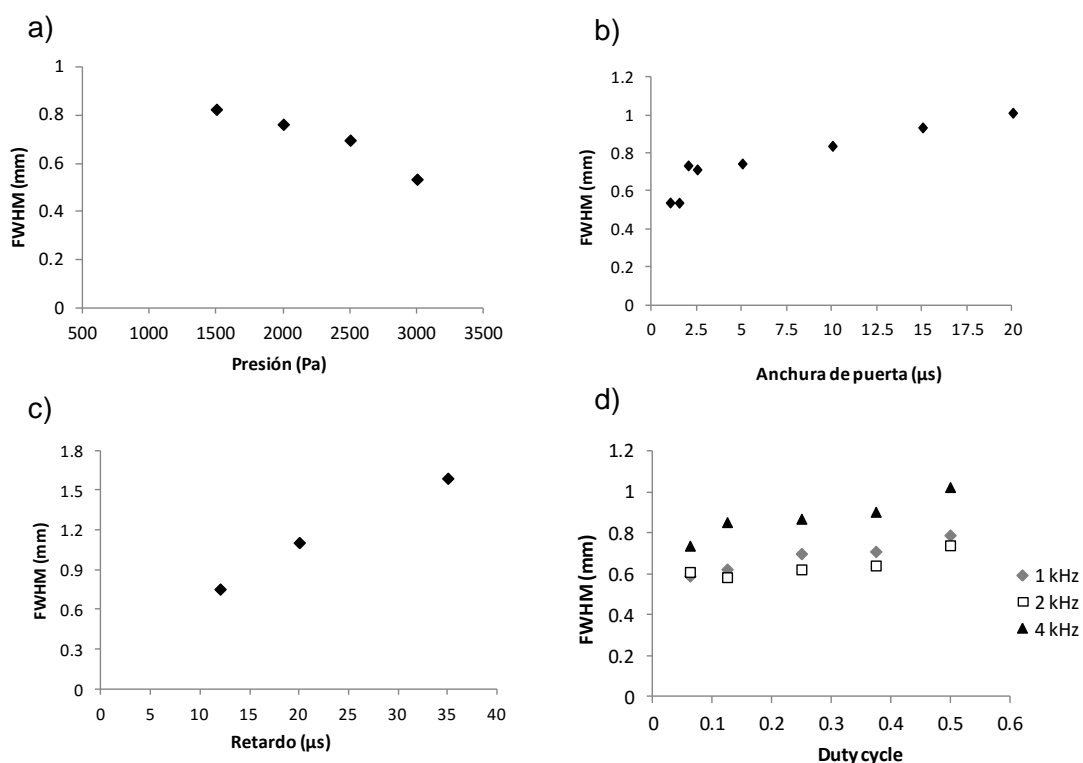 a)
1
0.8
0.6
0.4
0.2
0
FWHM (mm)
500 1000 1500 2000 2500 3000 3500
Presión (Pa)
b)
1.2
1
0.8
0.6
0.4
0.2
0
FWHM (mm)
0 2.5 5 7.5 10 12.5 15 17.5 20
Anchura de puerta (µs)
c)
1.8
1.5
1.2
0.9
0.6
0.3
0
FWHM (mm)
0 5 10 15 20 25 30 35 40
Retardo (µs)
d)
1.2
1
0.8
0.6
0.4
0.2
0
FWHM (mm)
0 0.1 0.2 0.3 0.4 0.5 0.6
Duty cycle
1 kHz
2 kHz
4 kHz